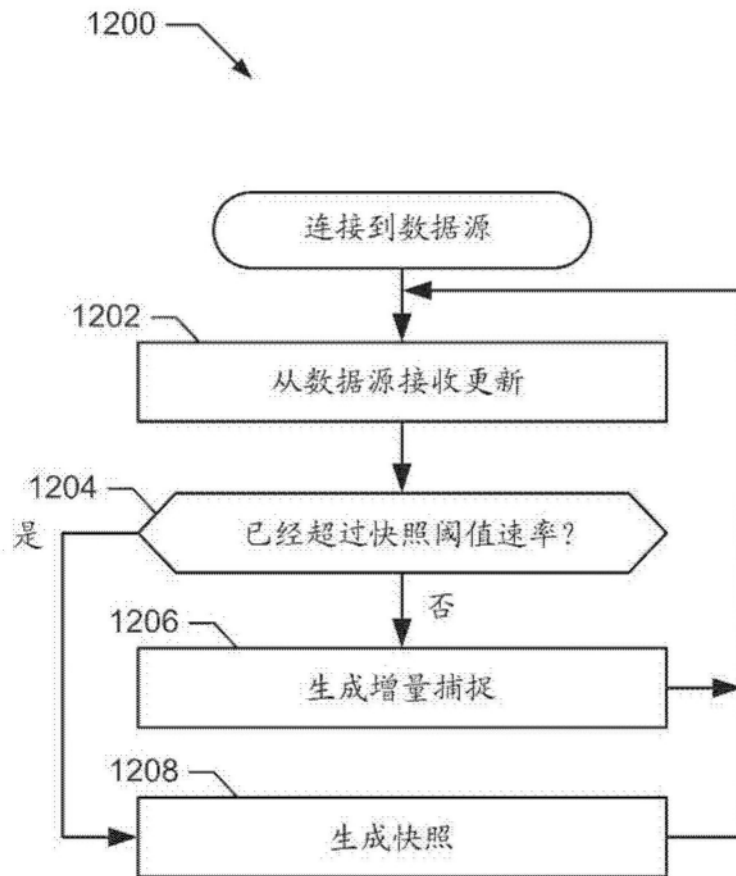 1200
连接到数据源
1202
从数据源接收更新
1204
是
已经超过快照阈值速率?
否
1206
生成增量捕捉
1208
生成快照